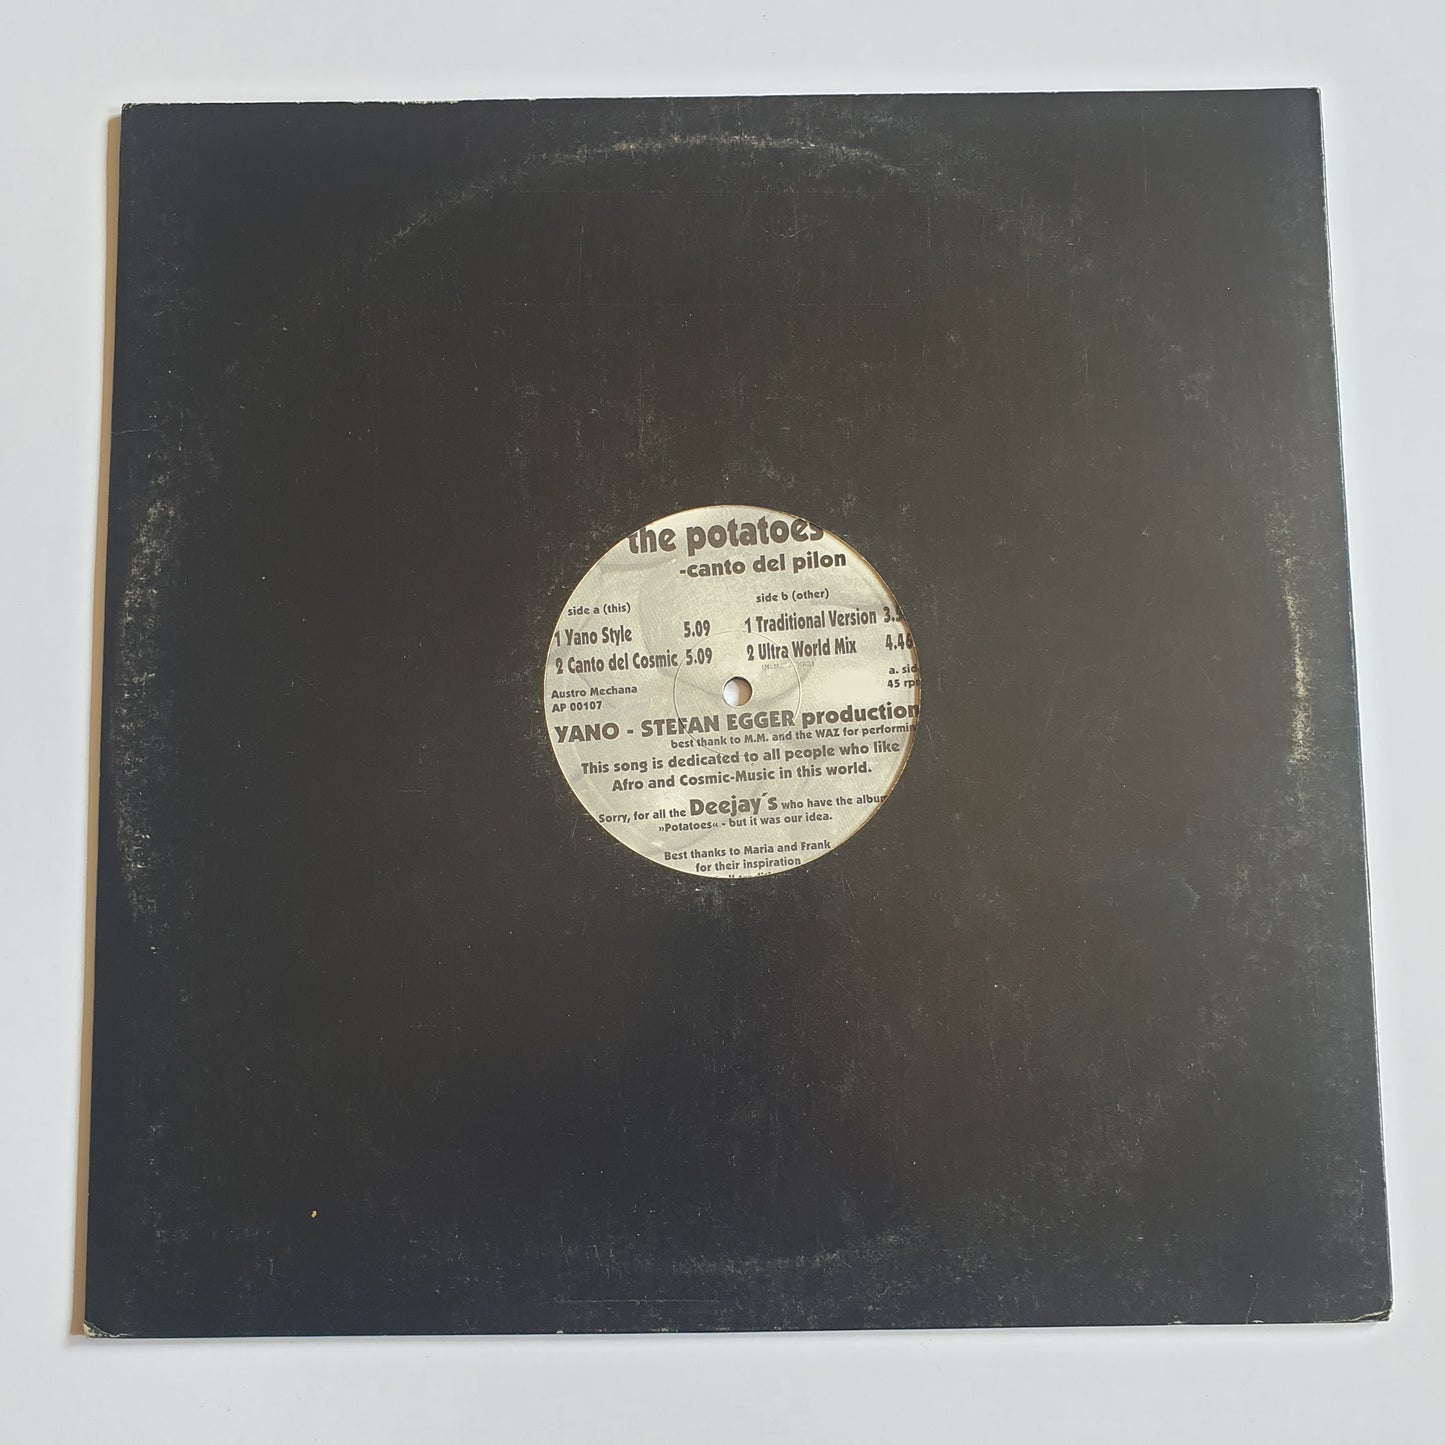 the potatoes
-canto del pilon
side a (this)
1 Yano Style 5.09
2 Canto del Cosmic 5.09
side b (other)
1 Traditional Version
2 Ultra World Mix 4.46
a.
45
Austro Mechana
AP 00107
YANO - STEFAN EGGER production
best thank to M.M. and the WAZ for
This song is dedicated to all people who like
Afro and Cosmic-Music in this world.
Sorry, for all the Deejay´s who have the
»Potatoes« - but it was our idea.
Best thanks to Maria and Frank
for their inspiration